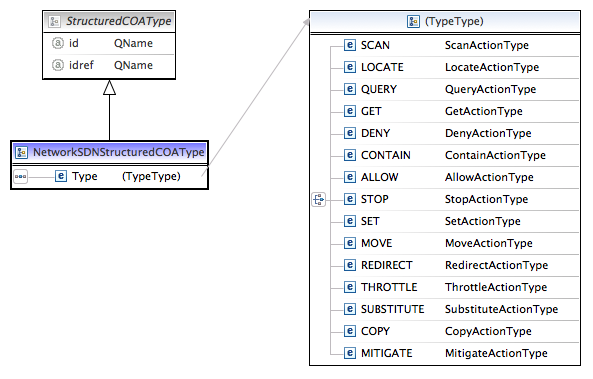 StructuredCOAType
id QName
idref QName
NetworkSDNStructuredCOAType
Type (TypeType)
(TypeType)
SCAN ScanActionType
LOCATE LocateActionType
QUERY QueryActionType
GET GetActionType
DENY DenyActionType
CONTAIN ContainActionType
ALLOW AllowActionType
STOP StopActionType
SET SetActionType
MOVE MoveActionType
REDIRECT RedirectActionType
THROTTLE ThrottleActionType
SUBSTITUTE SubstituteActionType
COPY CopyActionType
MITIGATE MitigateActionType